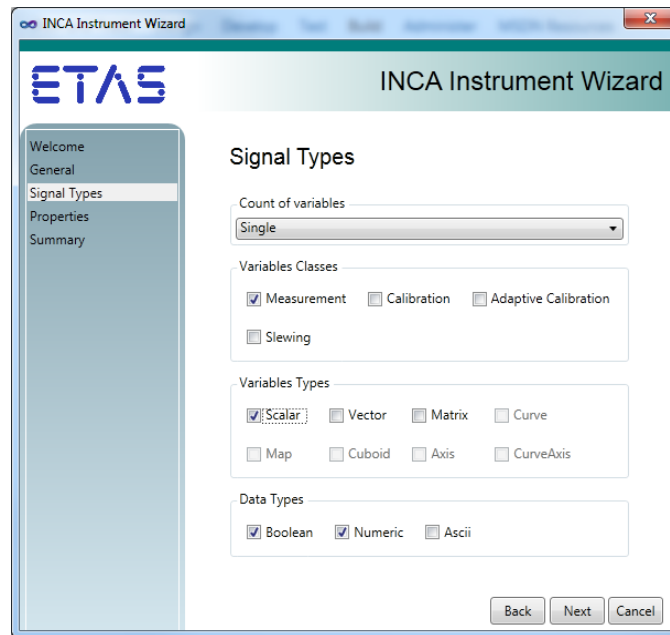 INCA Instrument Wizard
ETAS
INCA Instrument Wizard
Welcome
General
Signal Types
Properties
Summary
Signal Types
Count of variables
Single
Variables Classes
Measurement Calibration Adaptive Calibration
Slewing
Variables Types
Scalar Vector Matrix Curve
Map Cuboid Axis CurveAxis
Data Types
Boolean Numeric Ascii
Back Next Cancel